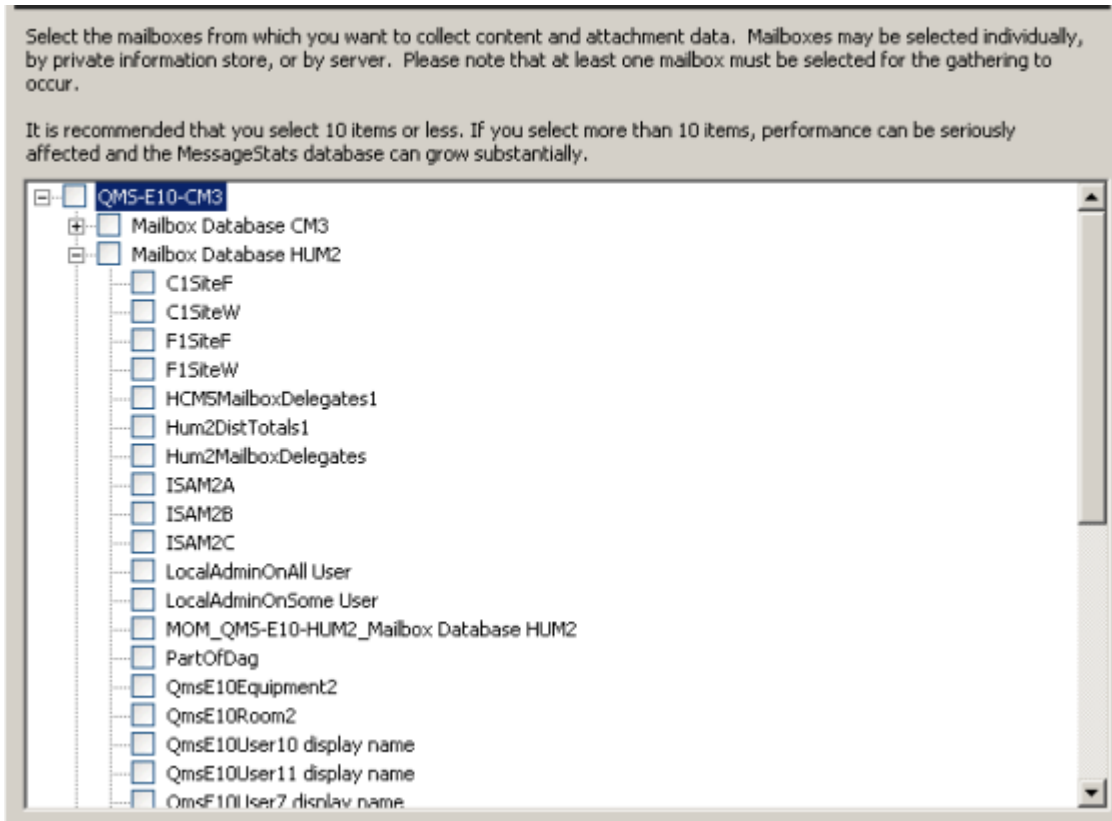 Select the mailboxes from which you want to collect content and attachment data.  Mailboxes may be selected individually,
by private information store, or by server.  Please note that at least one mailbox must be selected for the gathering to
occur.
It is recommended that you select 10 items or less. If you select more than 10 items, performance can be seriously
affected and the MessageStats database can grow substantially.
QMS-E10-CM3
Mailbox Database CM3
Mailbox Database HUM2
C1SiteF
C1SiteW
F1SiteF
F1SiteW
HCM5MailboxDelegates1
Hum2DistTotals1
Hum2MailboxDelegates
ISAM2A
ISAM2B
ISAM2C
LocalAdminOnAll User
LocalAdminOnSome User
MOM_QMS-E10-HUM2_Mailbox Database HUM2
PartOfDag
QmsE10Equipment2
QmsE10Room2
QmsE10User10 display name
QmsE10User11 display name
QmsE10User7 display name